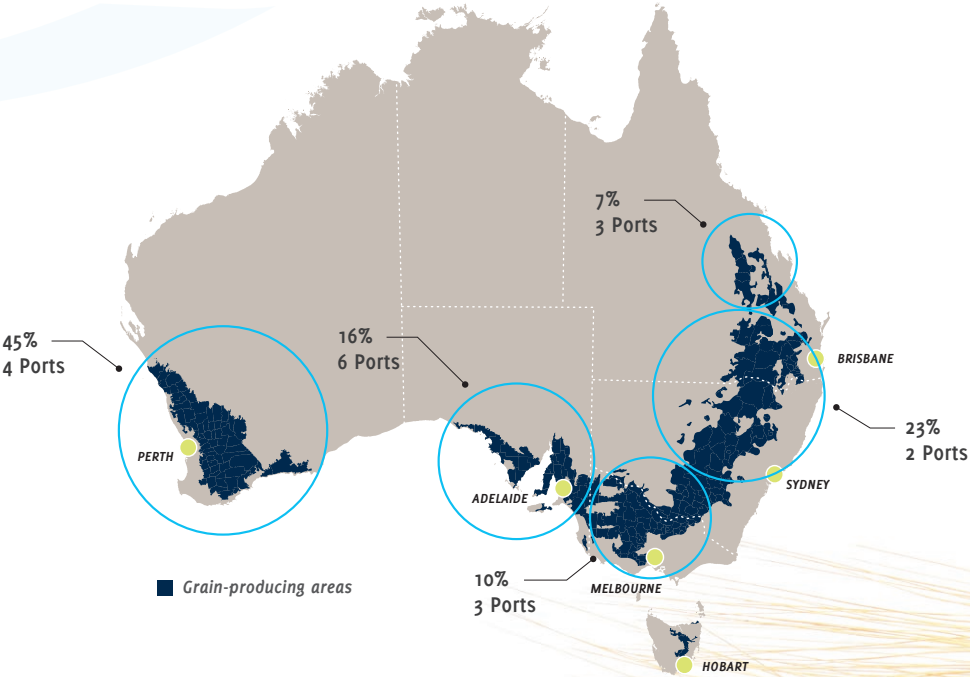 7%
3 Ports
45%
4 Ports
16%
6 Ports
BRISBANE
23%
2 Ports
PERTH
SYDNEY
ADELAIDE
10%
3 Ports
MELBOURNE
Grain-producing areas
HOBART